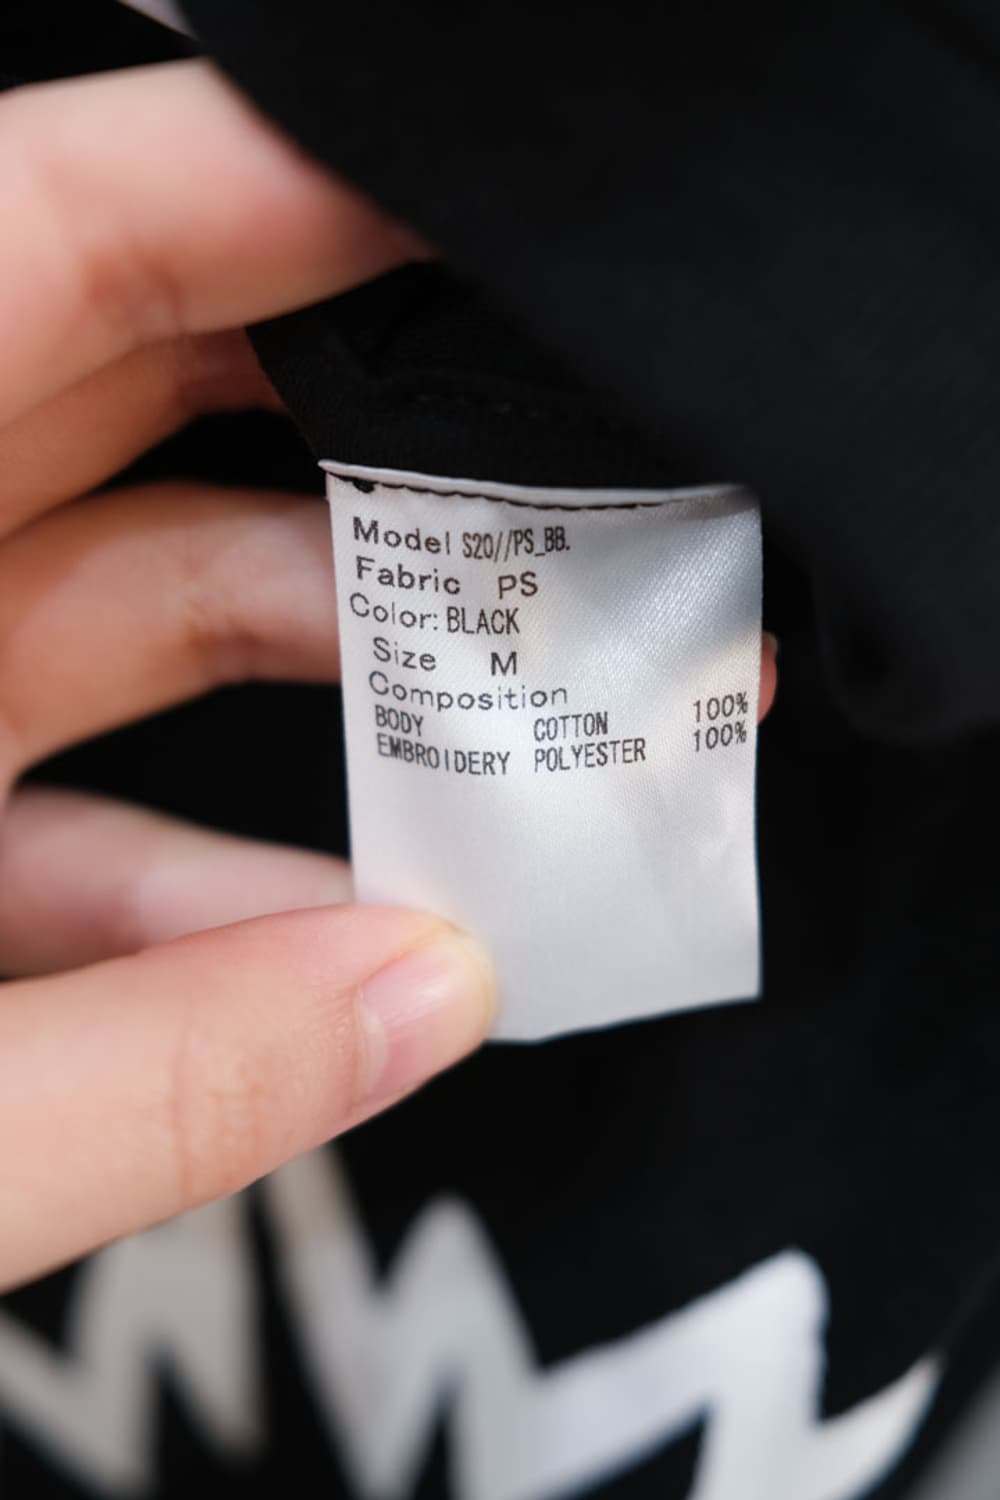 Model S20//PS_BB.
Fabric PS
Color: BLACK
Size M
Composition
BODY COTTON 100%
EMBROIDERY POLYESTER 100%